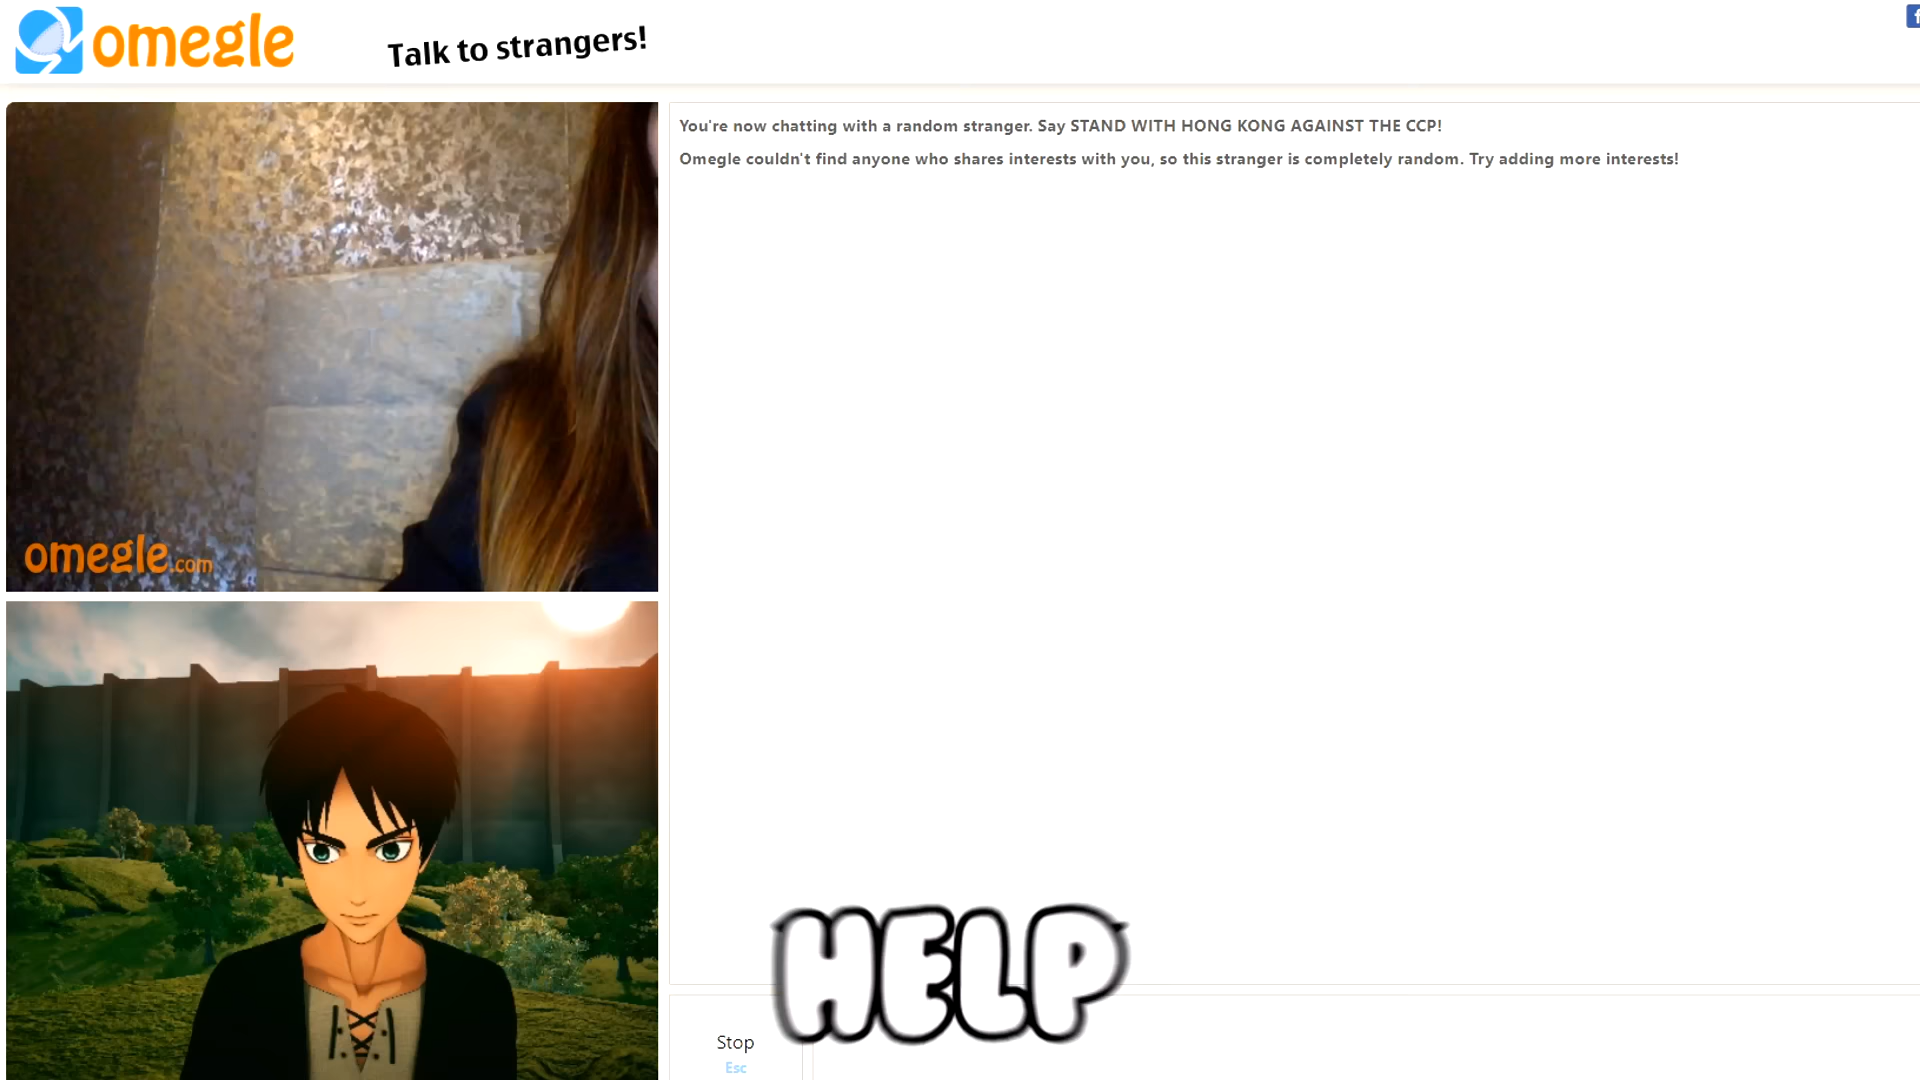 omegle
Talk to strangers!
You're now chatting with a random stranger. Say STAND WITH HONG KONG AGAINST THE CCP!
Omegle couldn't find anyone who shares interests with you, so this stranger is completely random. Try adding more interests!
omegle.com
HELP
Stop
Esc